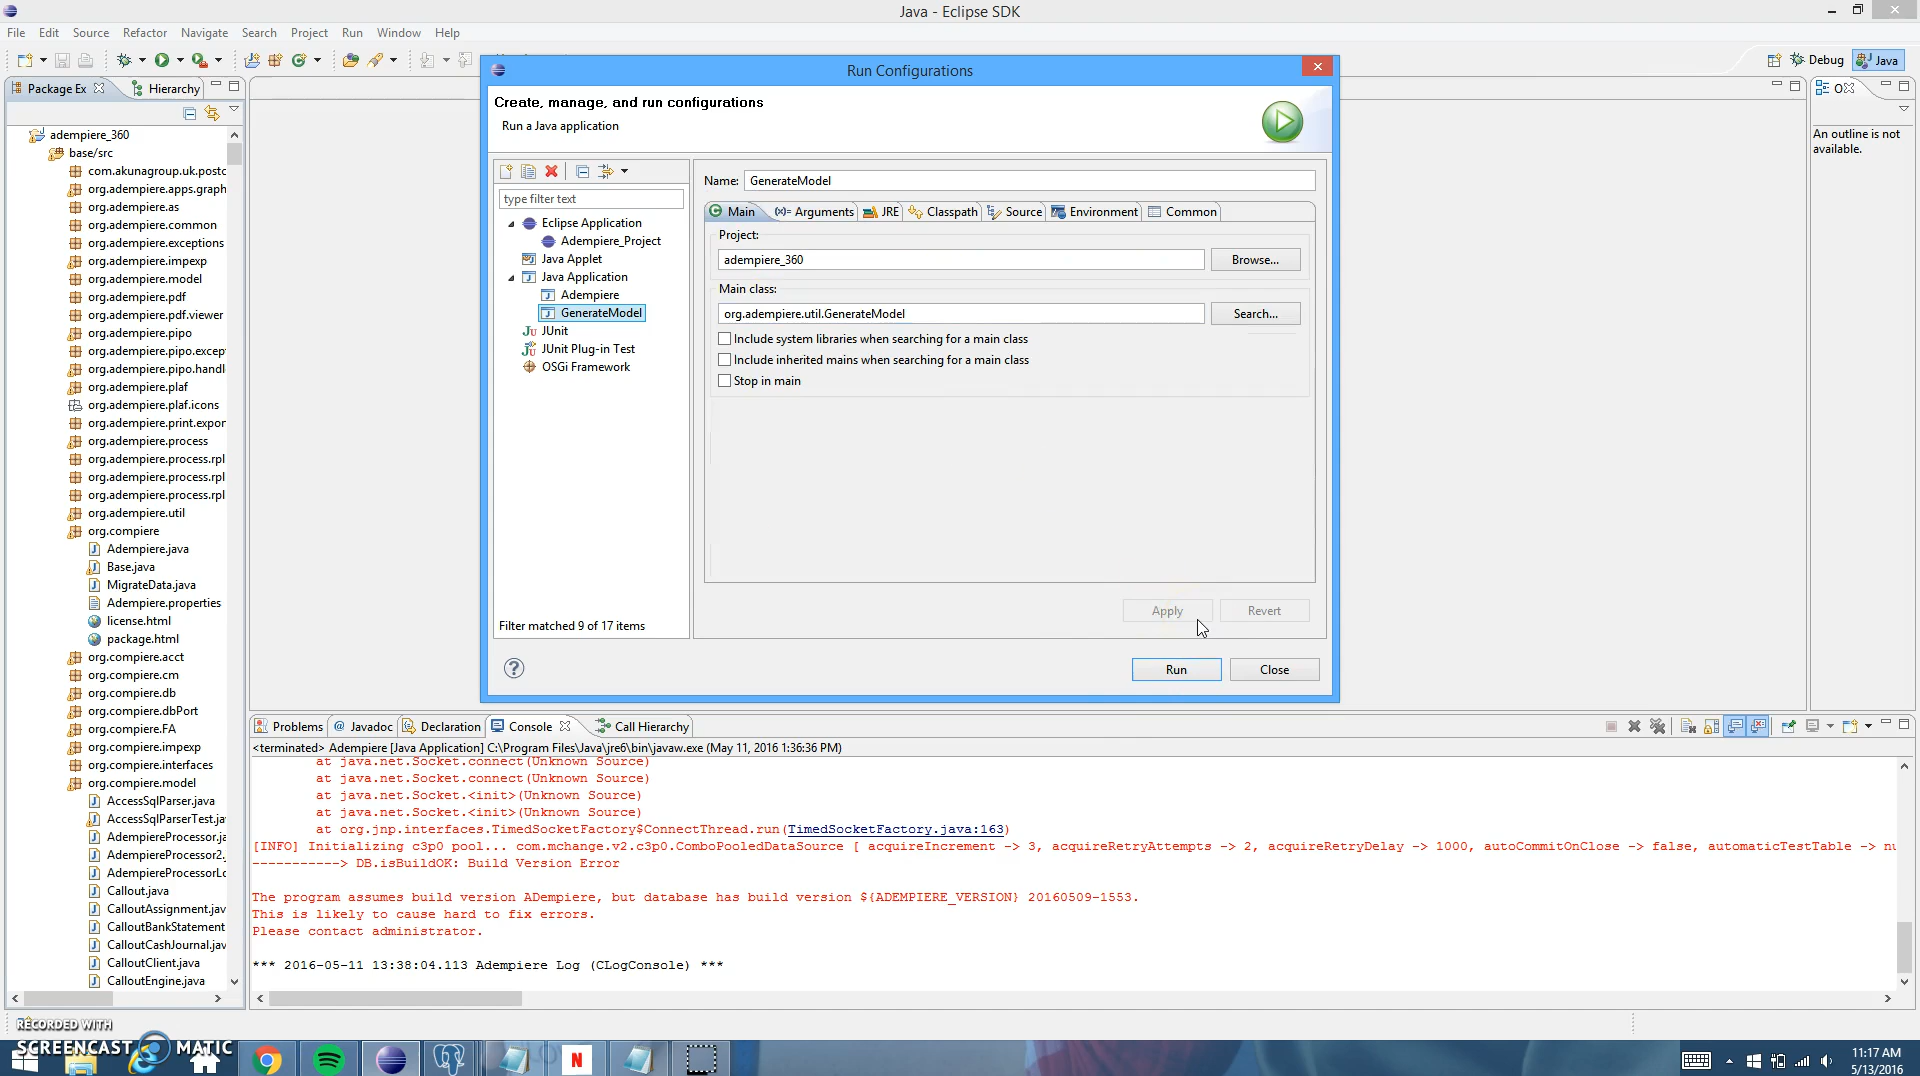 Java - Eclipse SDK
File Edit Source Refactor Navigate Search Project Run Window Help
Debug Java
Package Ex Hierarchy
adempiere_360
base/src
com.akunagroup.uk.postc
org.adempiere.apps.graph
org.adempiere.as
org.adempiere.common
org.adempiere.exceptions
org.adempiere.impexp
org.adempiere.model
org.adempiere.pdf
org.adempiere.pdf.viewer
org.adempiere.pipo
org.adempiere.pipo.excep
org.adempiere.pipo.handl
org.adempiere.plaf
org.adempiere.plaf.icons
org.adempiere.print.expor
org.adempiere.process
org.adempiere.process.rpl
org.adempiere.process.rpl
org.adempiere.process.rpl
org.adempiere.util
org.compiere
Adempiere.java
Base.java
MigrateData.java
Adempiere.properties
license.html
package.html
org.compiere.acct
org.compiere.cm
org.compiere.db
org.compiere.dbPort
org.compiere.FA
org.compiere.impexp
org.compiere.interfaces
org.compiere.model
AccessSqlParser.java
AccessSqlParserTest.ja
AdempiereProcessor.ja
AdempiereProcessor2.
AdempiereProcessorLo
Callout.java
CalloutAssignment.jav
CalloutBankStatement
CalloutCashJournal.jav
CalloutClient.java
CalloutEngine.java
Run Configurations
Create, manage, and run configurations
Run a Java application
type filter text
Eclipse Application
Adempiere_Project
Java Applet
Java Application
Adempiere
GenerateModel
JUnit
JUnit Plug-in Test
OSGi Framework
Filter matched 9 of 17 items
Name: GenerateModel
Main (x)= Arguments JRE Classpath Source Environment Common
Project:
adempiere_360 Browse...
Main class:
org.adempiere.util.GenerateModel Search...
Include system libraries when searching for a main class
Include inherited mains when searching for a main class
Stop in main
Apply Revert
Run Close
O
An outline is not
available.
Problems @ Javadoc Declaration Console Call Hierarchy
<terminated> Adempiere [Java Application] C:\Program Files\Java\jre6\bin\javaw.exe (May 11, 2016 1:36:36 PM)
at java.net.Socket.connect(Unknown Source)
at java.net.Socket.connect(Unknown Source)
at java.net.Socket.<init>(Unknown Source)
at java.net.Socket.<init>(Unknown Source)
at org.jnp.interfaces.TimedSocketFactory$ConnectThread.run(TimedSocketFactory.java:163)
[INFO] Initializing c3p0 pool... com.mchange.v2.c3p0.ComboPooledDataSource [ acquireIncrement -> 3, acquireRetryAttempts -> 2, acquireRetryDelay -> 1000, autoCommitOnClose -> false, automaticTestTable -> nu
-----------> DB.isBuildOK: Build Version Error
The program assumes build version ADempiere, but database has build version ${ADEMPIERE_VERSION} 20160509-1553.
This is likely to cause hard to fix errors.
Please contact administrator.
*** 2016-05-11 13:38:04.113 Adempiere Log (CLogConsole) ***
RECORDED WITH
SCREENCAST MATIC
N
11:17 AM
5/13/2016